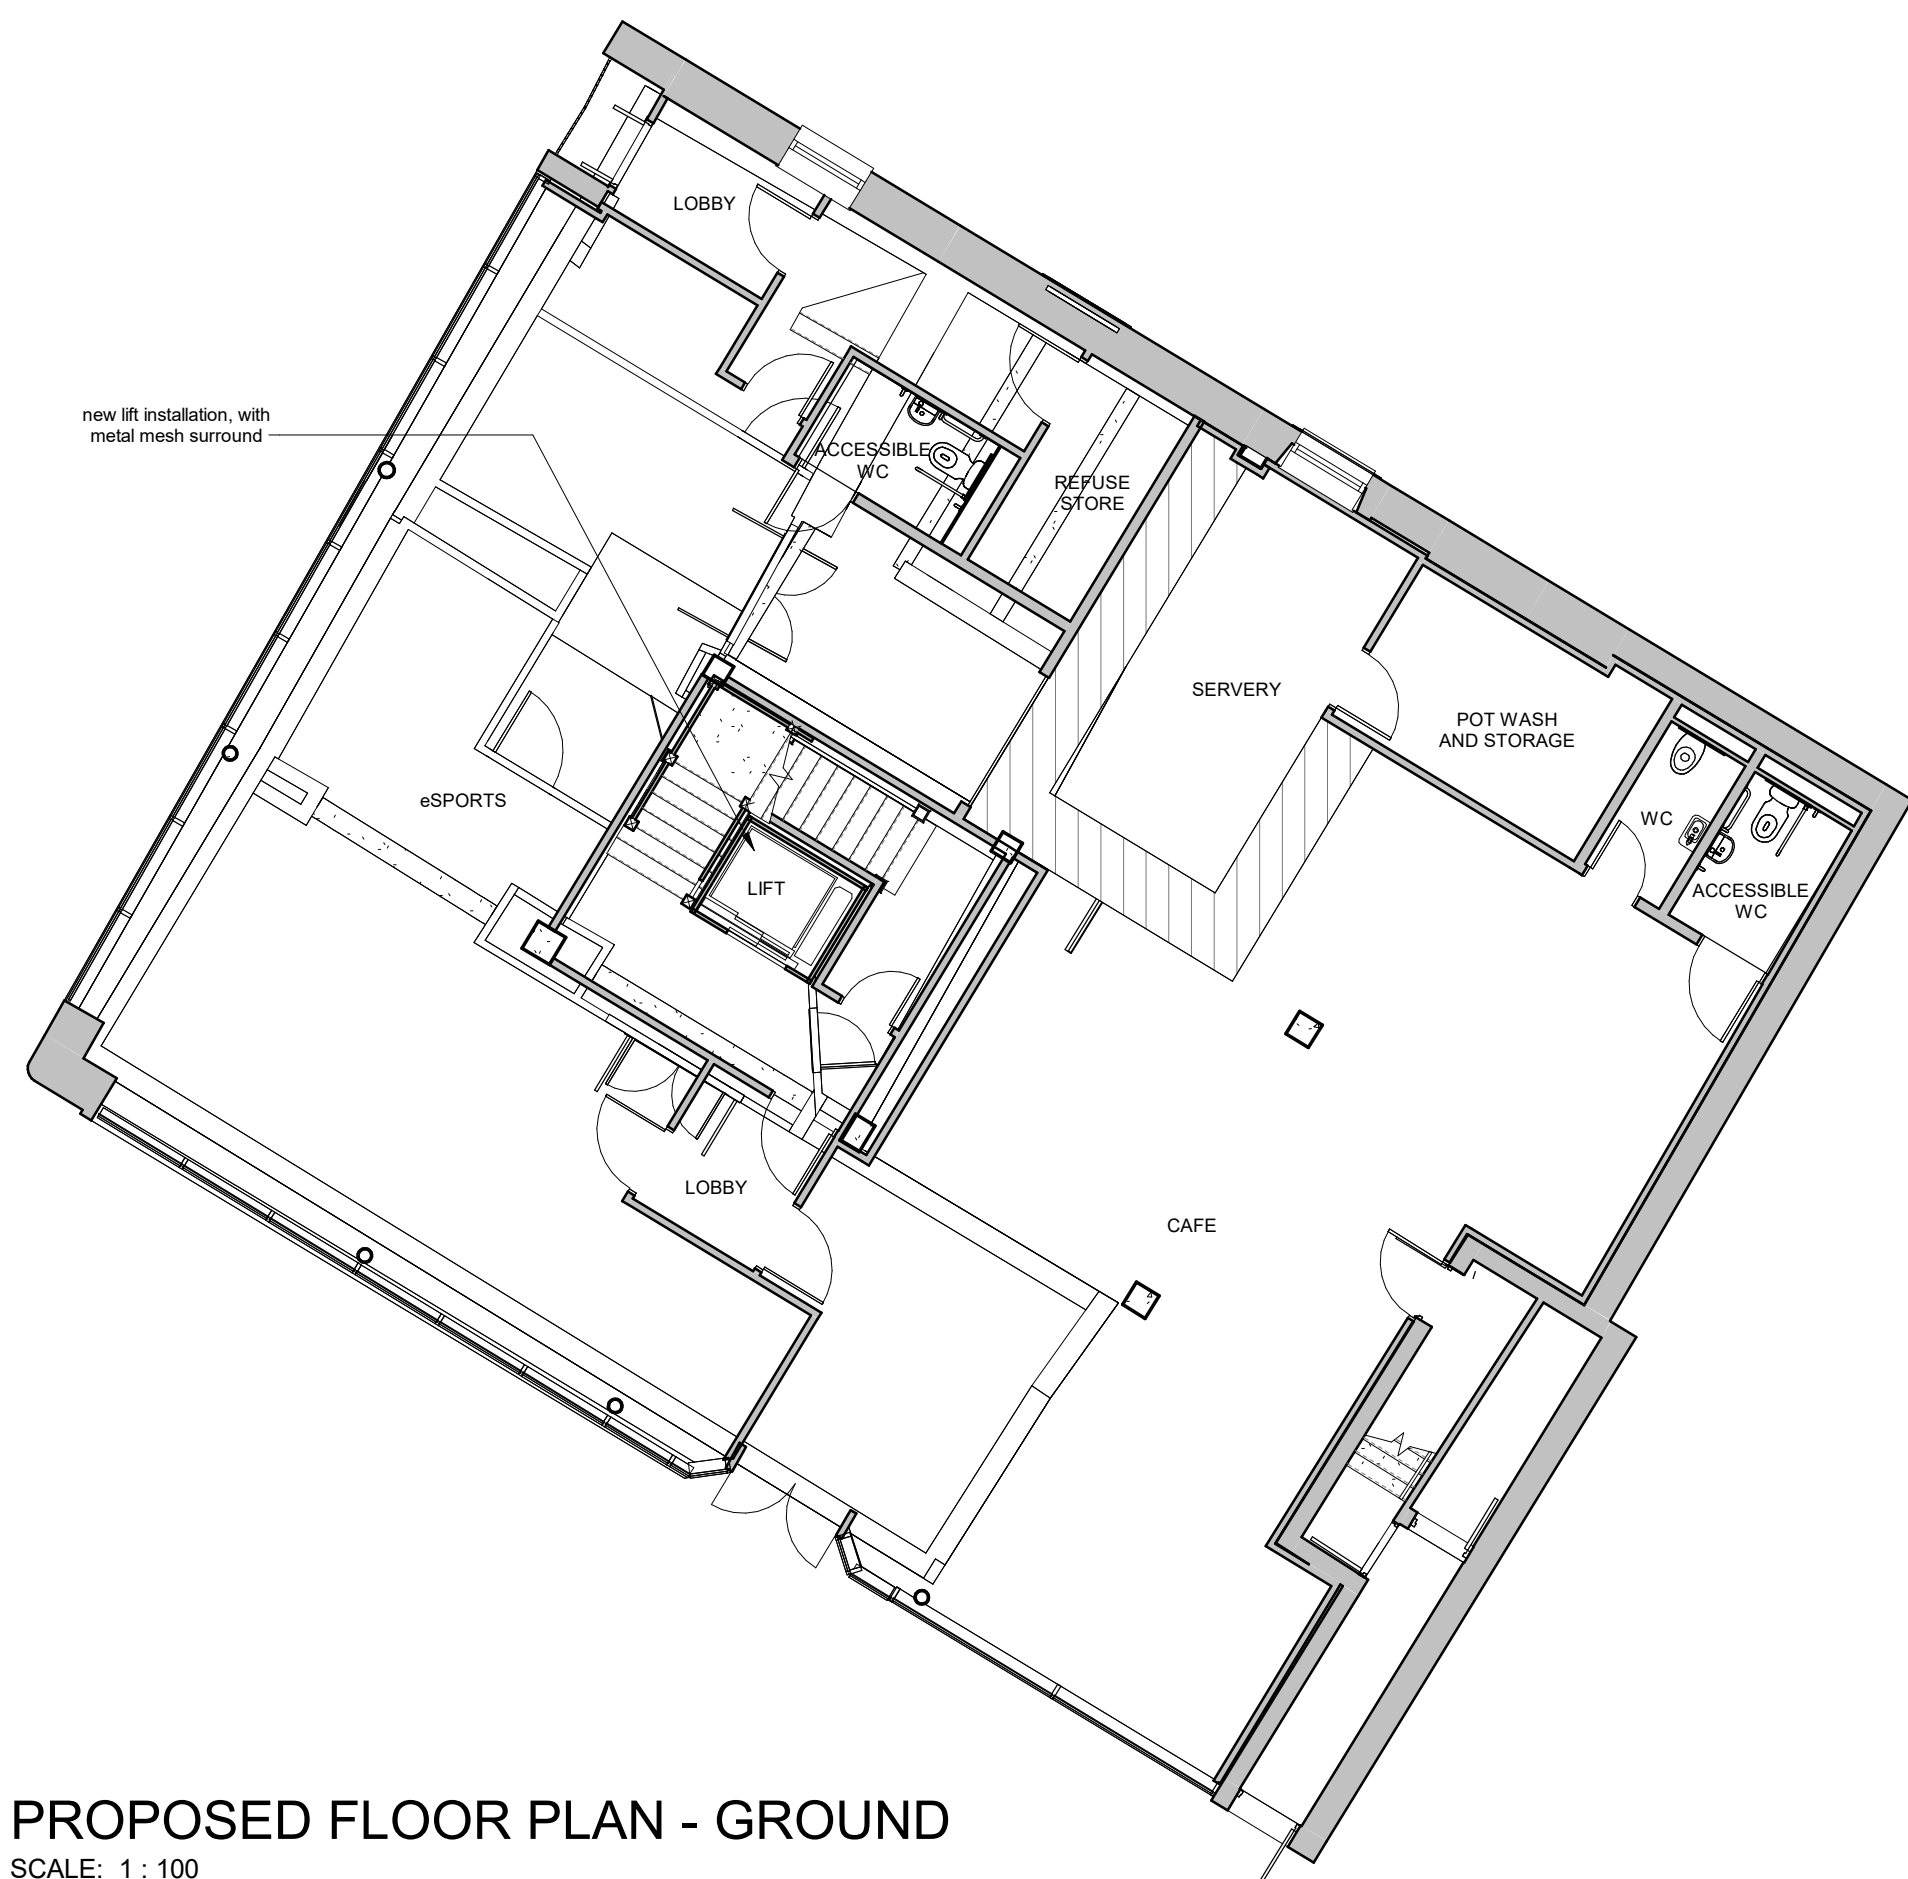 LOBBY
new lift installation, with
metal mesh surround
ACCESSIBLE
WC
REFUSE
STORE
SERVERY
POT WASH
AND STORAGE
eSPORTS
WC
LIFT
ACCESSIBLE
WC
LOBBY
CAFE
PROPOSED FLOOR PLAN - GROUND
SCALE: 1 : 100